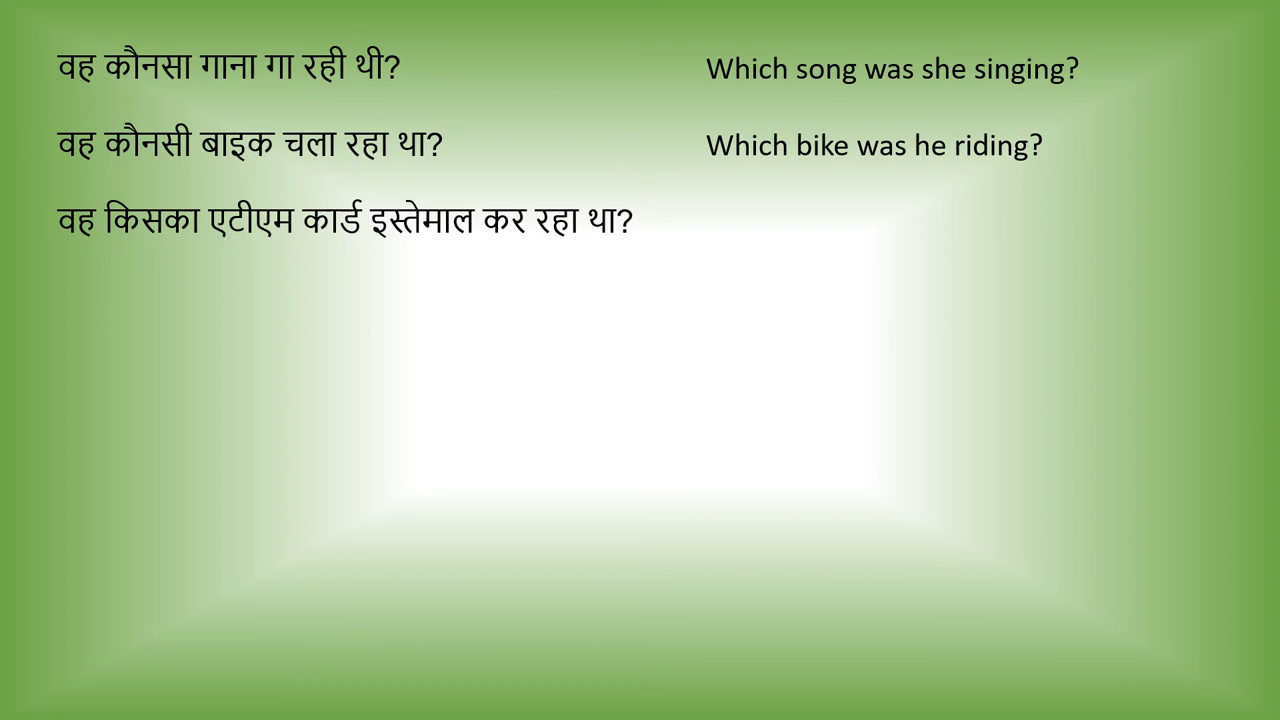 वह कौनसा गाना गा रही थी? Which song was she singing?
वह कौनसी बाइक चला रहा था? Which bike was he riding?
वह किसका एटीएम कार्ड इस्तेमाल कर रहा था?